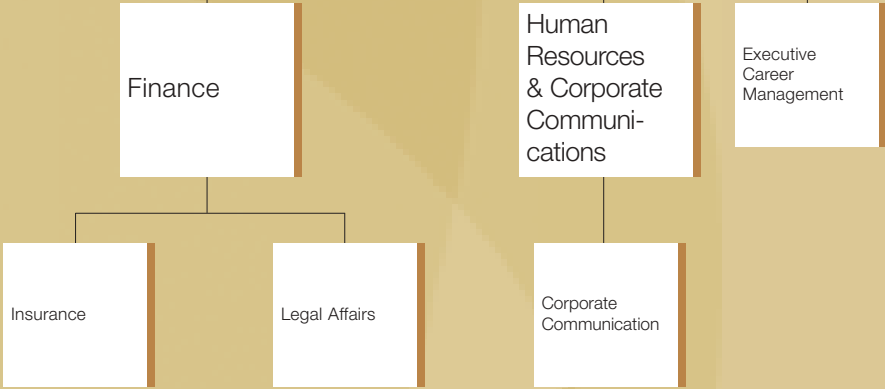 Finance
Human
Resources
& Corporate
Communi-
cations
Executive
Career
Management
Insurance
Legal Affairs
Corporate
Communication